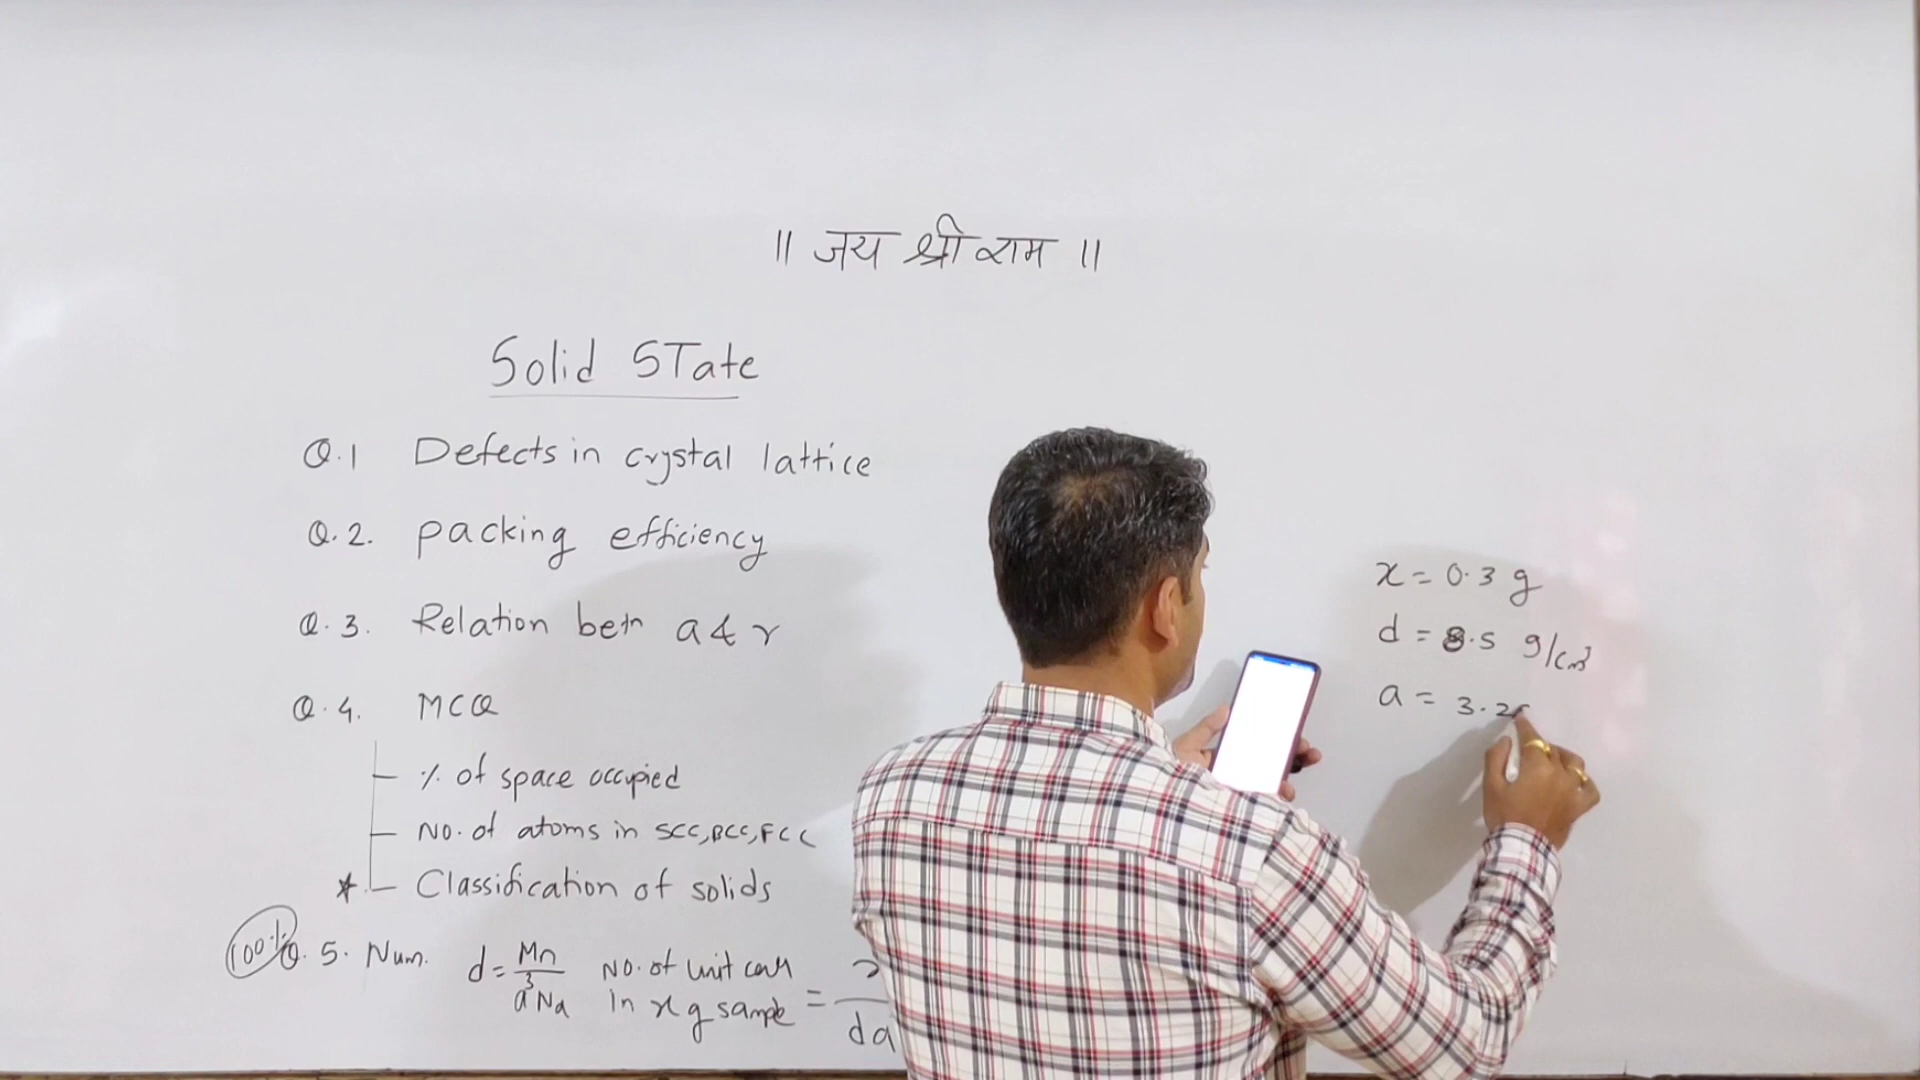 ॥ जय श्री राम ॥
Solid STate
Q.1 Defects in crystal lattice
Q.2. packing efficiency
Q.3. Relation betn a & r
Q.4. MCQ
- % of space occupied
- No. of atoms in SCC, BCC, FCC
* - Classification of solids
100% Q.5. Num. d = Mn / a³Na No. of unit cell in x g sample = da
x = 0.3 g
d = 8.5 g/cm³
a = 3.2